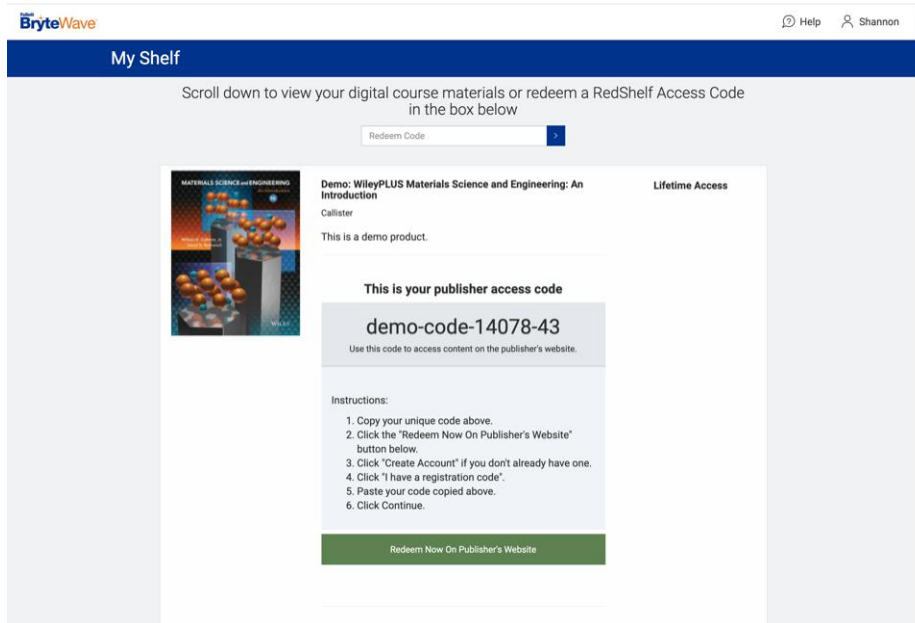 Follett
BryteWave
Help
Shannon
My Shelf
Scroll down to view your digital course materials or redeem a RedShelf Access Code
in the box below
Redeem Code
>
MATERIALS SCIENCE and ENGINEERING
WILEY
Demo: WileyPLUS Materials Science and Engineering: An
Introduction
Lifetime Access
Callister
This is a demo product.
This is your publisher access code
demo-code-14078-43
Use this code to access content on the publisher's website.
Instructions:
1. Copy your unique code above.
2. Click the "Redeem Now On Publisher's Website"
button below.
3. Click "Create Account" if you don't already have one.
4. Click "I have a registration code".
5. Paste your code copied above.
6. Click Continue.
Redeem Now On Publisher's Website